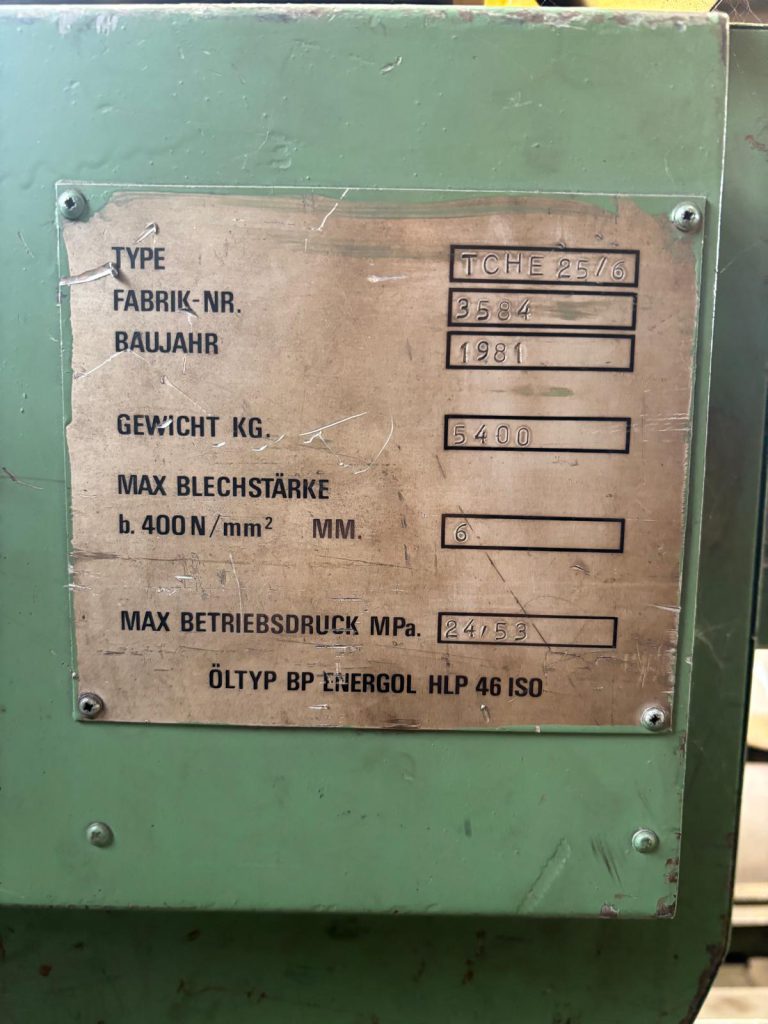 TYPE TCHE 25/6
FABRIK-NR. 3584
BAUJAHR 1981
GEWICHT KG. 5400
MAX BLECHSTÄRKE
b. 400 N/mm² MM. 6
MAX BETRIEBSDRUCK MPa. 24,53
ÖLTYP BP ENERGOL HLP 46 ISO